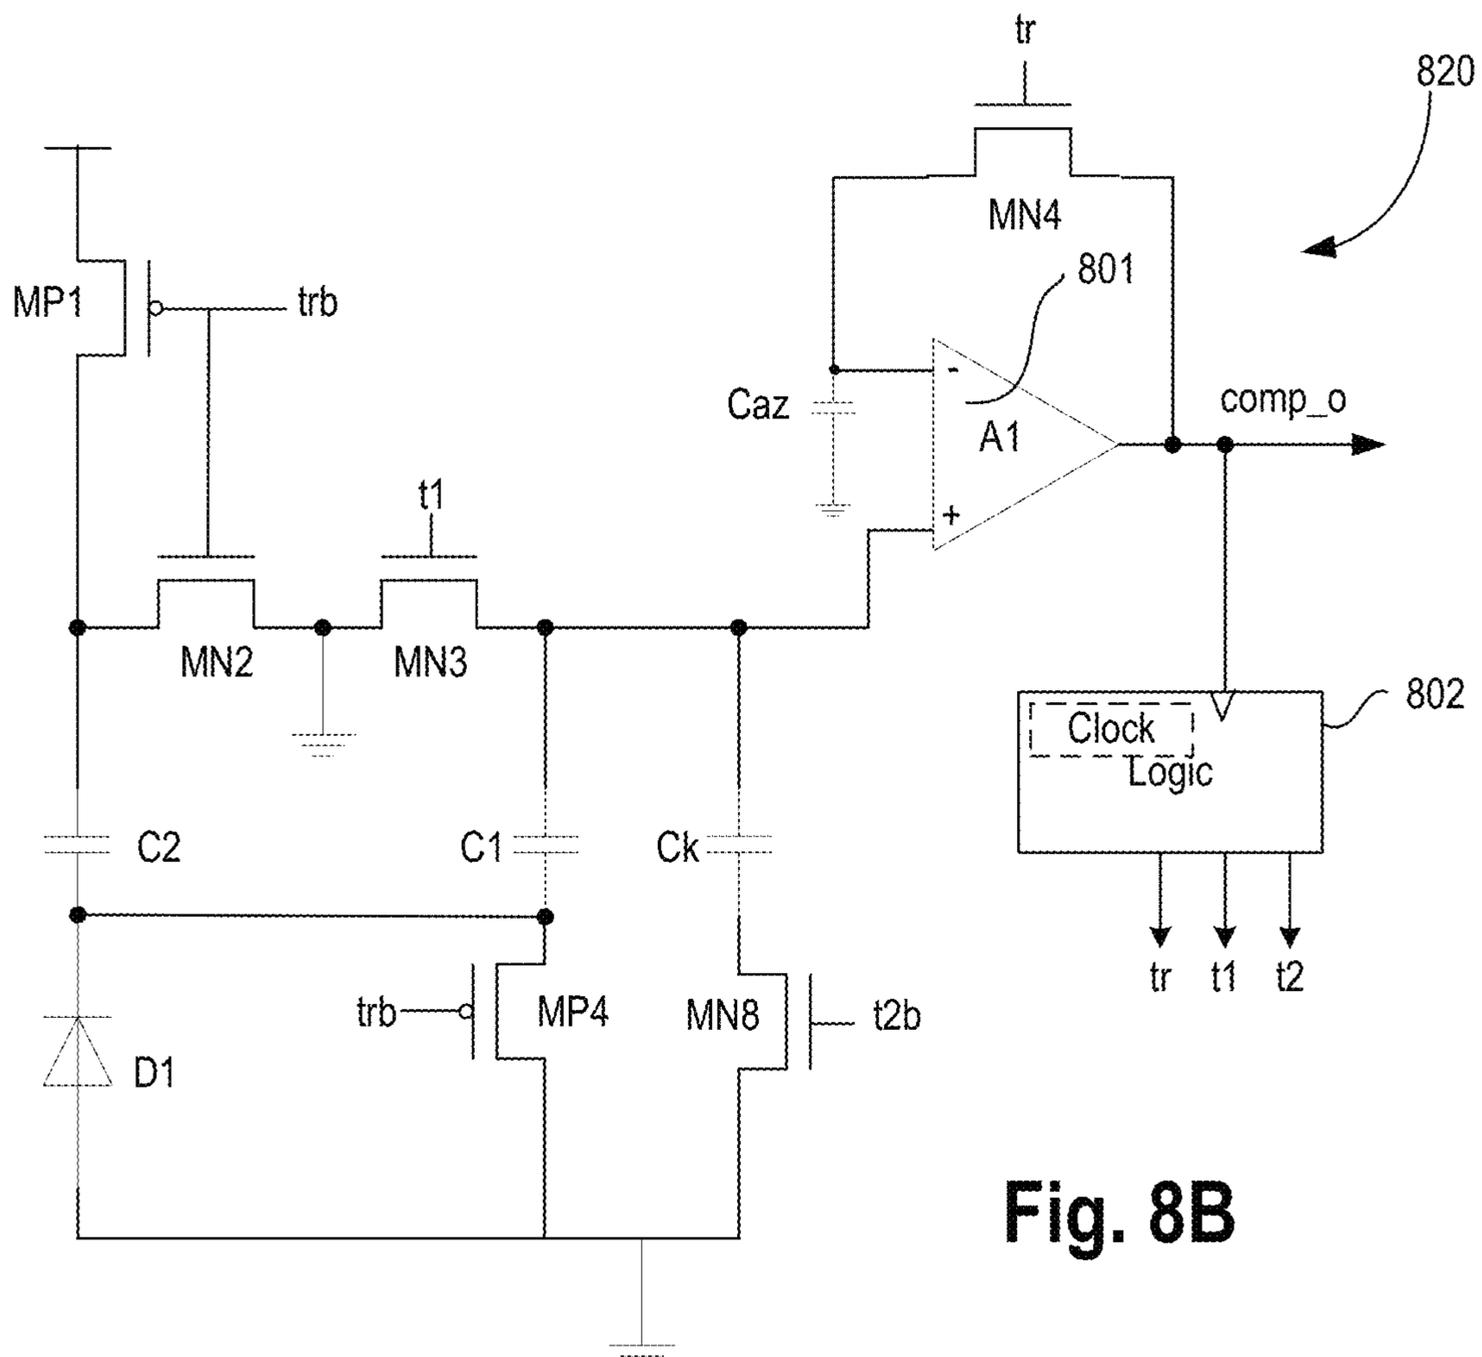 tr
820
MN4
801
MP1
trb
Caz
-
A1
comp_o
+
t1
MN2
MN3
802
Clock
Logic
C2
C1
Ck
tr
t1
t2
trb
MP4
MN8
t2b
D1
Fig. 8B